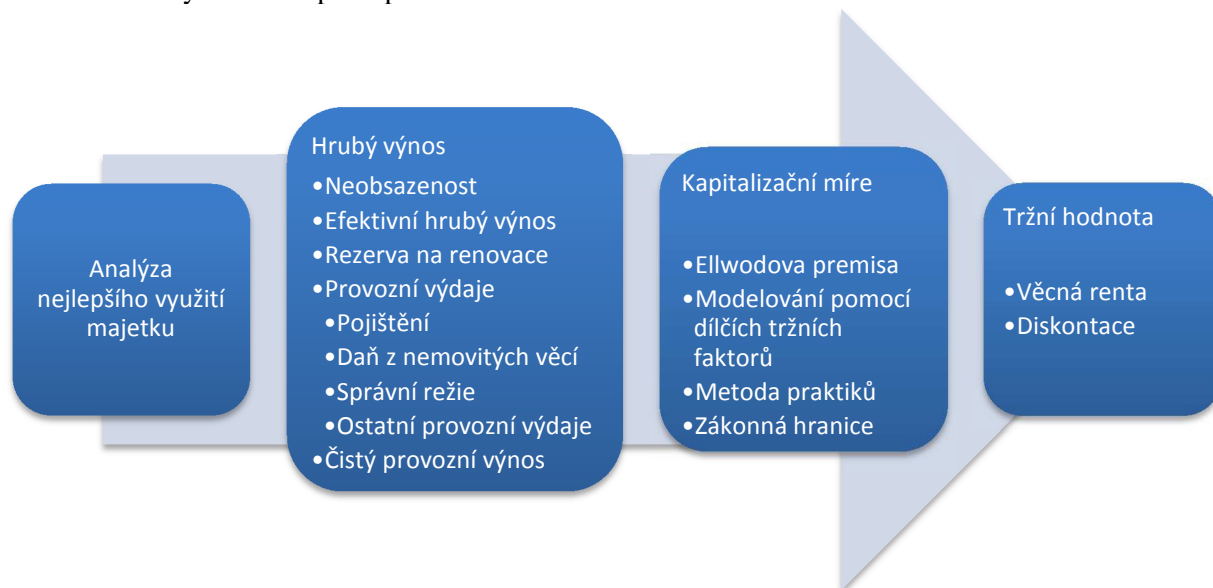 Analýza
nejlepšího využití
majetku
Hrubý výnos
•Neobsazenost
•Efektivní hrubý výnos
•Rezerva na renovace
•Provozní výdaje
•Pojištění
•Daň z nemovitých věcí
•Správní režie
•Ostatní provozní výdaje
•Čistý provozní výnos
Kapitalizační míre
•Ellwodova premisa
•Modelování pomocí
dílčích tržních
faktorů
•Metoda praktiků
•Zákonná hranice
Tržní hodnota
•Věcná renta
•Diskontace